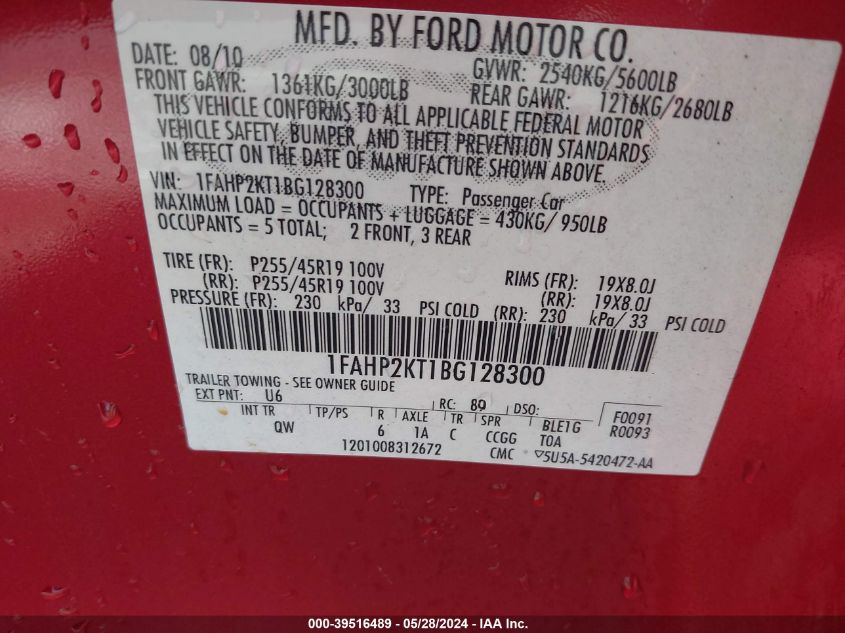 MFD. BY FORD MOTOR CO.
DATE: 08/10 GVWR: 2540KG/5600LB
FRONT GAWR: 1361KG/3000LB REAR GAWR: 1216KG/2680LB
THIS VEHICLE CONFORMS TO ALL APPLICABLE FEDERAL MOTOR
VEHICLE SAFETY, BUMPER, AND THEFT PREVENTION STANDARDS
IN EFFECT ON THE DATE OF MANUFACTURE SHOWN ABOVE.
VIN: 1FAHP2KT1BG128300 TYPE: Passenger Car
MAXIMUM LOAD = OCCUPANTS + LUGGAGE = 430KG/ 950LB
OCCUPANTS = 5 TOTAL; 2 FRONT, 3 REAR
TIRE (FR): P255/45R19 100V RIMS (FR): 19X8.0J
(RR): P255/45R19 100V (RR): 19X8.0J
PRESSURE (FR): 230 kPa/ 33 PSI COLD (RR): 230 kPa/ 33 PSI COLD
1FAHP2KT1BG128300
TRAILER TOWING - SEE OWNER GUIDE
EXT PNT: U6 RC: 89 DSO: F0091
INT TR TP/PS R AXLE TR SPR BLE1G R0093
QW 6 1A C CCGG TOA
1201008312672 CMC ▽5U5A-5420472-AA
000-39516489 - 05/28/2024 - IAA Inc.